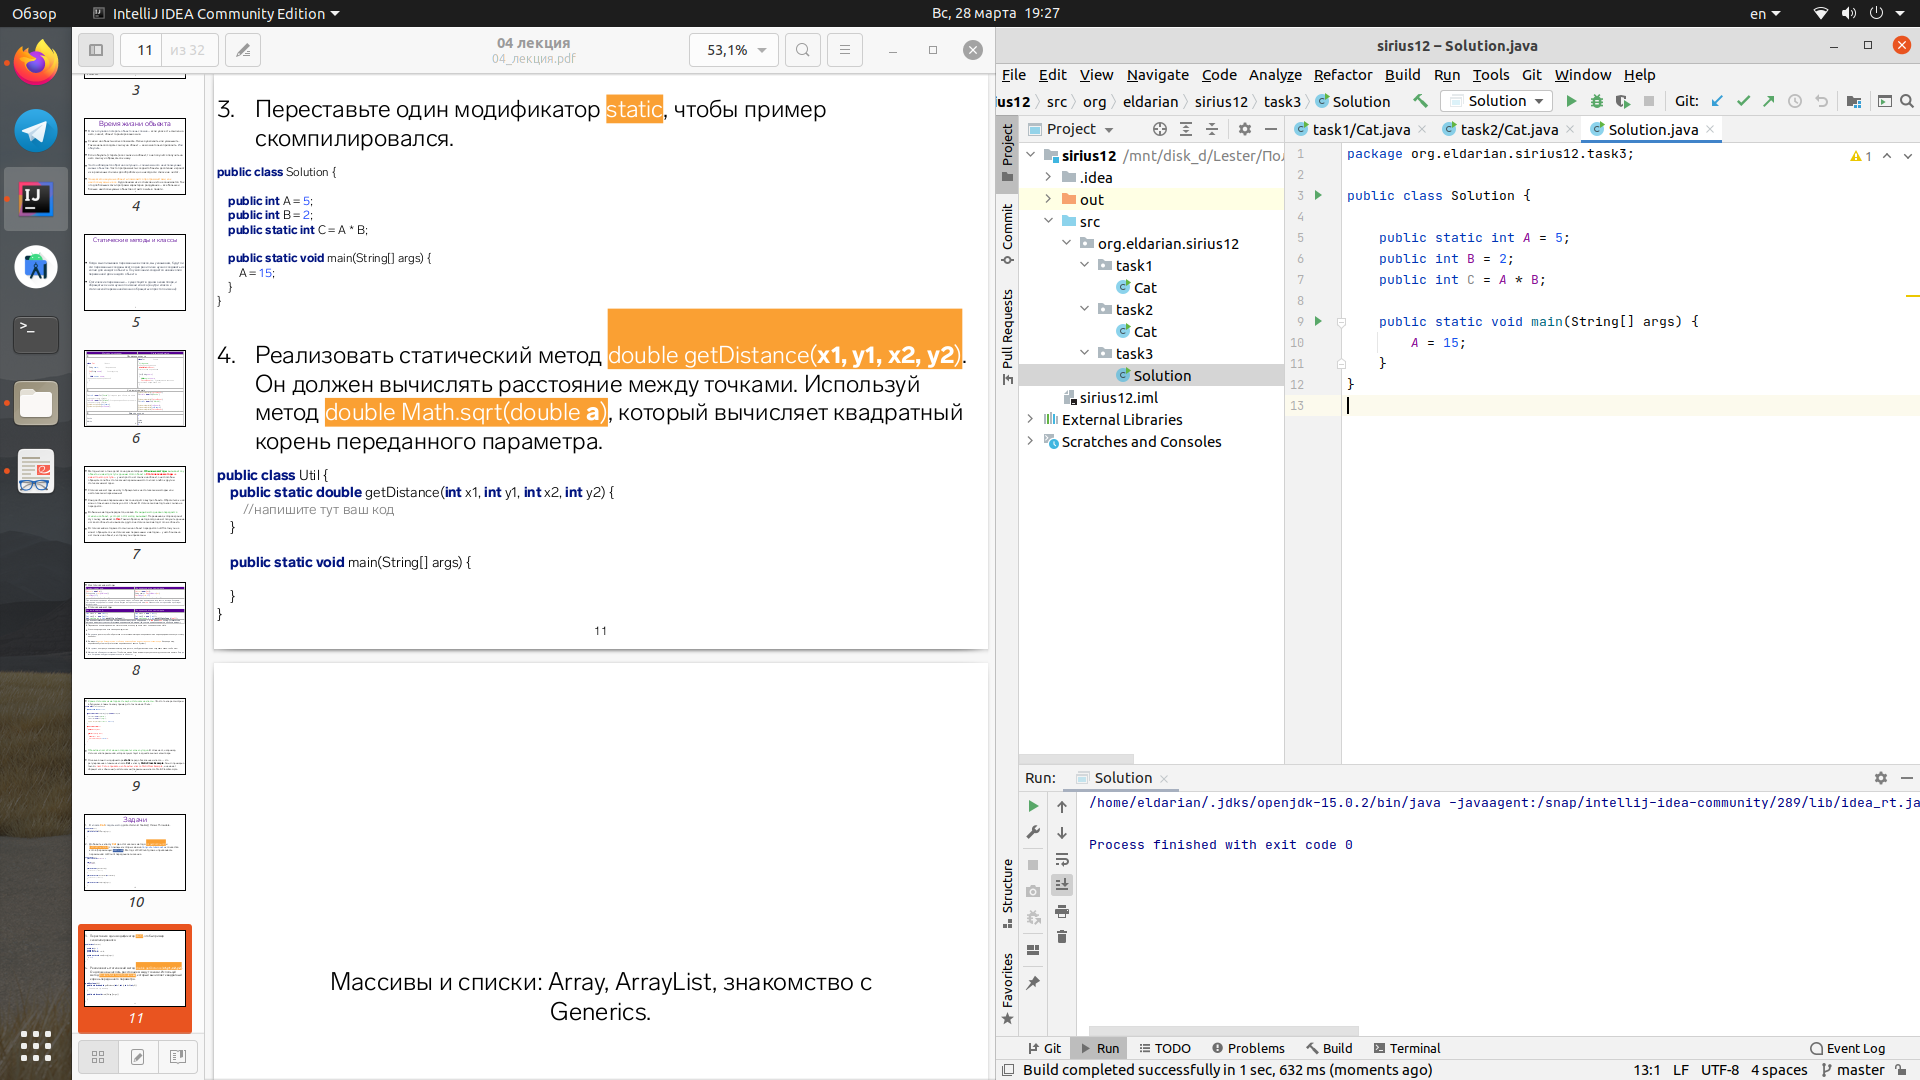 Обзор
IntelliJ IDEA Community Edition
Вс, 28 марта 19:27
en
11 из 32
04 лекция
04_лекция.pdf
53,1%
3
Время жизни объекта
4
Статические методы и классы
5
6
7
8
9
Задачи
10
11
3. Переставьте один модификатор static, чтобы пример
скомпилировался.
public class Solution {
public int A = 5;
public int B = 2;
public static int C = A * B;
public static void main(String[] args) {
A = 15;
}
}
4. Реализовать статический метод double getDistance(x1, y1, x2, y2).
Он должен вычислять расстояние между точками. Используй
метод double Math.sqrt(double a), который вычисляет квадратный
корень переданного параметра.
public class Util {
public static double getDistance(int x1, int y1, int x2, int y2) {
//напишите тут ваш код
}
public static void main(String[] args) {
}
}
11
Массивы и списки: Array, ArrayList, знакомство с
Generics.
sirius12 – Solution.java
File Edit View Navigate Code Analyze Refactor Build Run Tools Git Window Help
ius12 src org eldarian sirius12 task3 Solution
Solution
Git:
Project
Commit
Pull Requests
Structure
Favorites
Project
sirius12 /mnt/disk_d/Lester/По
.idea
out
src
org.eldarian.sirius12
task1
Cat
task2
Cat
task3
Solution
sirius12.iml
External Libraries
Scratches and Consoles
task1/Cat.java task2/Cat.java Solution.java
1
1 package org.eldarian.sirius12.task3;
2
3 public class Solution {
4
5 public static int A = 5;
6 public int B = 2;
7 public int C = A * B;
8
9 public static void main(String[] args) {
10 A = 15;
11 }
12 }
13
Run: Solution
/home/eldarian/.jdks/openjdk-15.0.2/bin/java -javaagent:/snap/intellij-idea-community/289/lib/idea_rt.ja
Process finished with exit code 0
Git Run TODO Problems Build Terminal
Event Log
Build completed successfully in 1 sec, 632 ms (moments ago)
13:1 LF UTF-8 4 spaces master